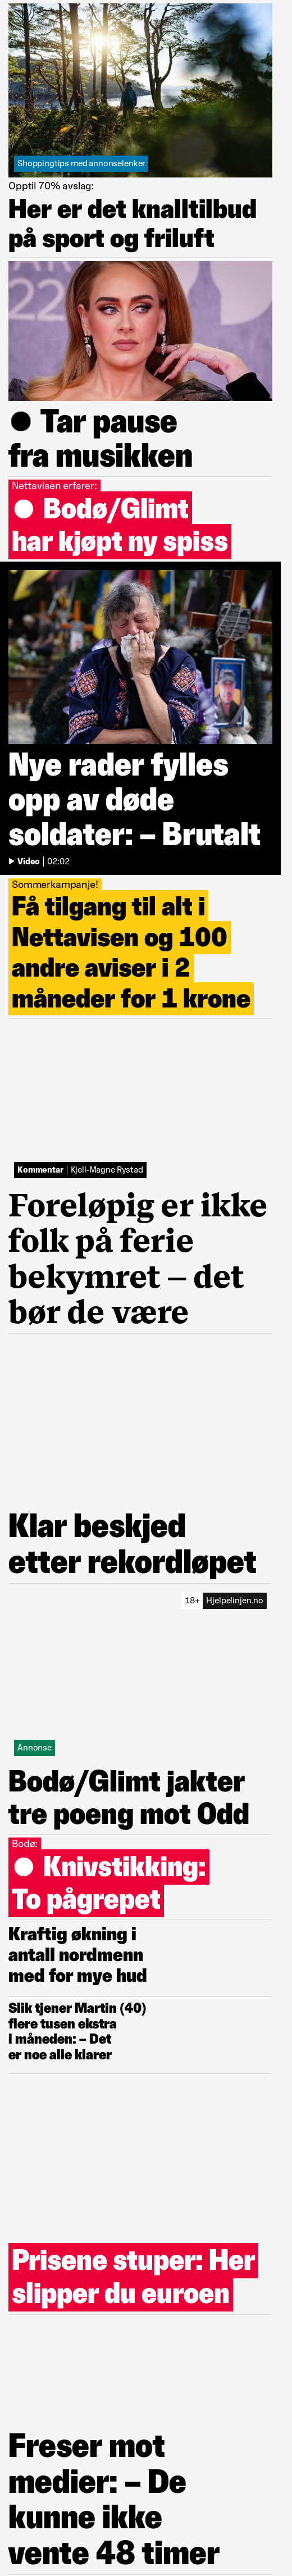 Shoppingtips med annonselenker
Opptil 70% avslag:
Her er det knalltilbud
på sport og friluft
Tar pause
fra musikken
Nettavisen erfarer:
Bodø/Glimt
har kjøpt ny spiss
Nye rader fylles
opp av døde
soldater: – Brutalt
Video | 02:02
Sommerkampanje!
Få tilgang til alt i
Nettavisen og 100
andre aviser i 2
måneder for 1 krone
Kommentar | Kjell-Magne Rystad
Foreløpig er ikke
folk på ferie
bekymret – det
bør de være
Klar beskjed
etter rekordløpet
18+ Hjelpelinjen.no
Annonse
Bodø/Glimt jakter
tre poeng mot Odd
Bodø:
Knivstikking:
To pågrepet
Kraftig økning i
antall nordmenn
med for mye hud
Slik tjener Martin (40)
flere tusen ekstra
i måneden: – Det
er noe alle klarer
Prisene stuper: Her
slipper du euroen
Freser mot
medier: – De
kunne ikke
vente 48 timer